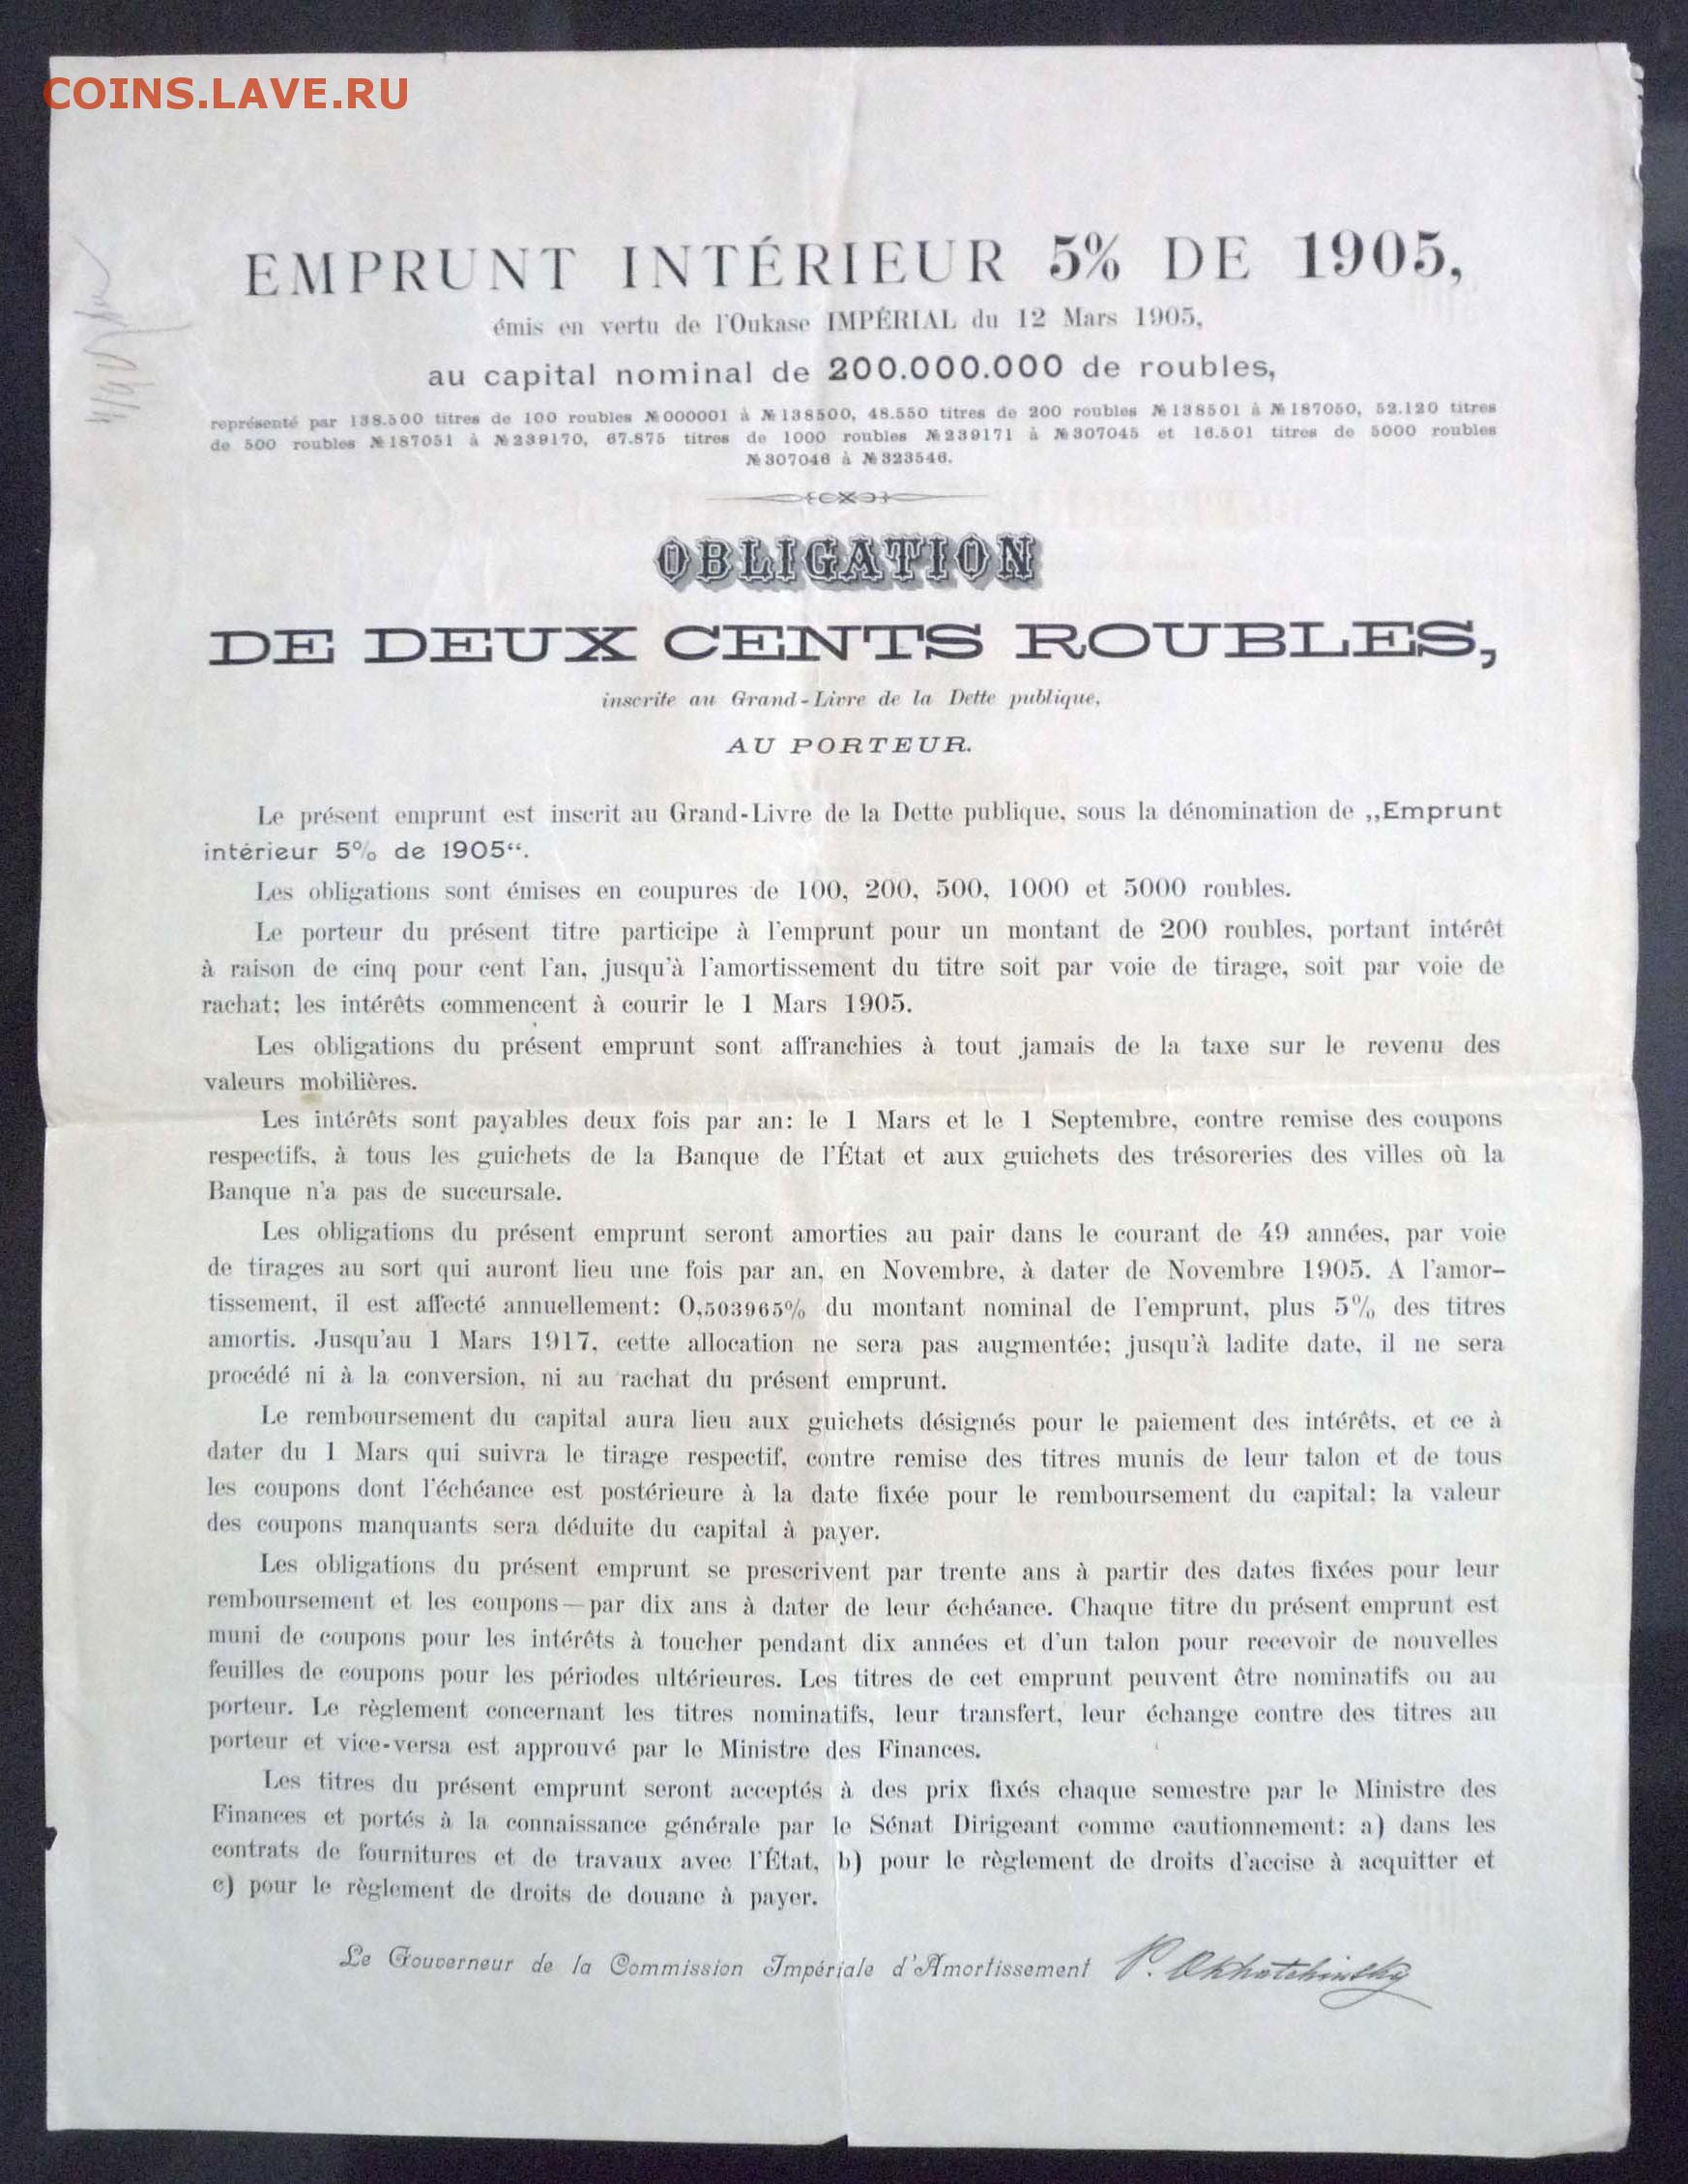 COINS.LAVE.RU
EMPRUNT INTÉRIEUR 5% DE 1905,
émis en vertu de l'Oukase IMPÉRIAL du 12 Mars 1905,
au capital nominal de 200.000.000 de roubles,
représenté par 138.500 titres de 100 roubles №000001 à №138500, 48.550 titres de 200 roubles №138501 à №187050, 52.120 titres
de 500 roubles №187051 à №239170, 67.875 titres de 1000 roubles №239171 à №307045 et 16.501 titres de 5000 roubles
№307046 à №323546.
OBLIGATION
DE DEUX CENTS ROUBLES,
inscrite au Grand-Livre de la Dette publique,
AU PORTEUR.
Le présent emprunt est inscrit au Grand-Livre de la Dette publique, sous la dénomination de „Emprunt
intérieur 5% de 1905“.
Les obligations sont émises en coupures de 100, 200, 500, 1000 et 5000 roubles.
Le porteur du présent titre participe à l'emprunt pour un montant de 200 roubles, portant intérêt
à raison de cinq pour cent l'an, jusqu'à l'amortissement du titre soit par voie de tirage, soit par voie de
rachat; les intérêts commencent à courir le 1 Mars 1905.
Les obligations du présent emprunt sont affranchies à tout jamais de la taxe sur le revenu des
valeurs mobilières.
Les intérêts sont payables deux fois par an: le 1 Mars et le 1 Septembre, contre remise des coupons
respectifs, à tous les guichets de la Banque de l'État et aux guichets des trésoreries des villes où la
Banque n'a pas de succursale.
Les obligations du présent emprunt seront amorties au pair dans le courant de 49 années, par voie
de tirages au sort qui auront lieu une fois par an, en Novembre, à dater de Novembre 1905. A l'amor-
tissement, il est affecté annuellement: 0,503965% du montant nominal de l'emprunt, plus 5% des titres
amortis. Jusqu'au 1 Mars 1917, cette allocation ne sera pas augmentée; jusqu'à ladite date, il ne sera
procédé ni à la conversion, ni au rachat du présent emprunt.
Le remboursement du capital aura lieu aux guichets désignés pour le paiement des intérêts, et ce à
dater du 1 Mars qui suivra le tirage respectif, contre remise des titres munis de leur talon et de tous
les coupons dont l'échéance est postérieure à la date fixée pour le remboursement du capital; la valeur
des coupons manquants sera déduite du capital à payer.
Les obligations du présent emprunt se prescrivent par trente ans à partir des dates fixées pour leur
remboursement et les coupons—par dix ans à dater de leur échéance. Chaque titre du présent emprunt est
muni de coupons pour les intérêts à toucher pendant dix années et d'un talon pour recevoir de nouvelles
feuilles de coupons pour les périodes ultérieures. Les titres de cet emprunt peuvent être nominatifs ou au
porteur. Le règlement concernant les titres nominatifs, leur transfert, leur échange contre des titres au
porteur et vice-versa est approuvé par le Ministre des Finances.
Les titres du présent emprunt seront acceptés à des prix fixés chaque semestre par le Ministre des
Finances et portés à la connaissance générale par le Sénat Dirigeant comme cautionnement: a) dans les
contrats de fournitures et de travaux avec l'État, b) pour le règlement de droits d'accise à acquitter et
c) pour le règlement de droits de douane à payer.
Le Gouverneur de la Commission Impériale d'Amortissement P. Okhotchinsky